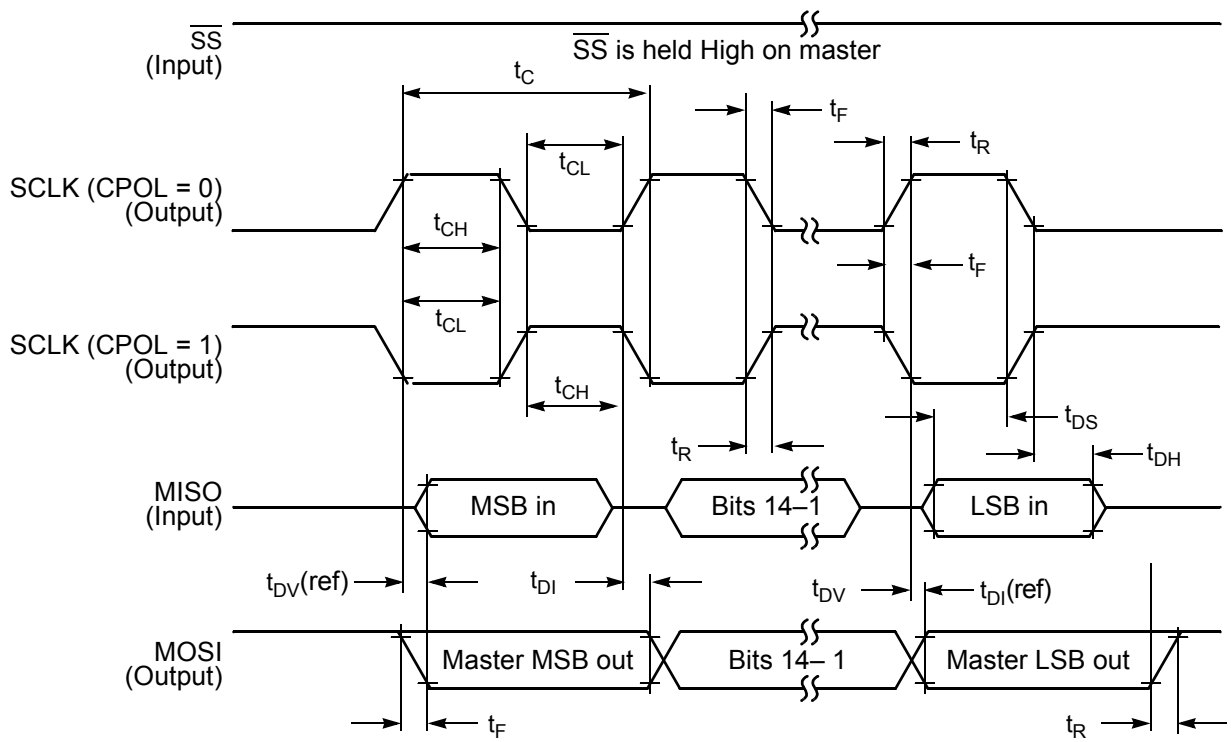 SS
(Input)
SS is held High on master
tC
tF
tR
tCL
SCLK (CPOL = 0)
(Output)
tCH
tF
tCL
SCLK (CPOL = 1)
(Output)
tCH
tDS
tR
tDH
MISO
(Input)
MSB in
Bits 14–1
LSB in
tDV(ref)
tDI
tDV
tDI(ref)
MOSI
(Output)
Master MSB out
Bits 14– 1
Master LSB out
tF
tR